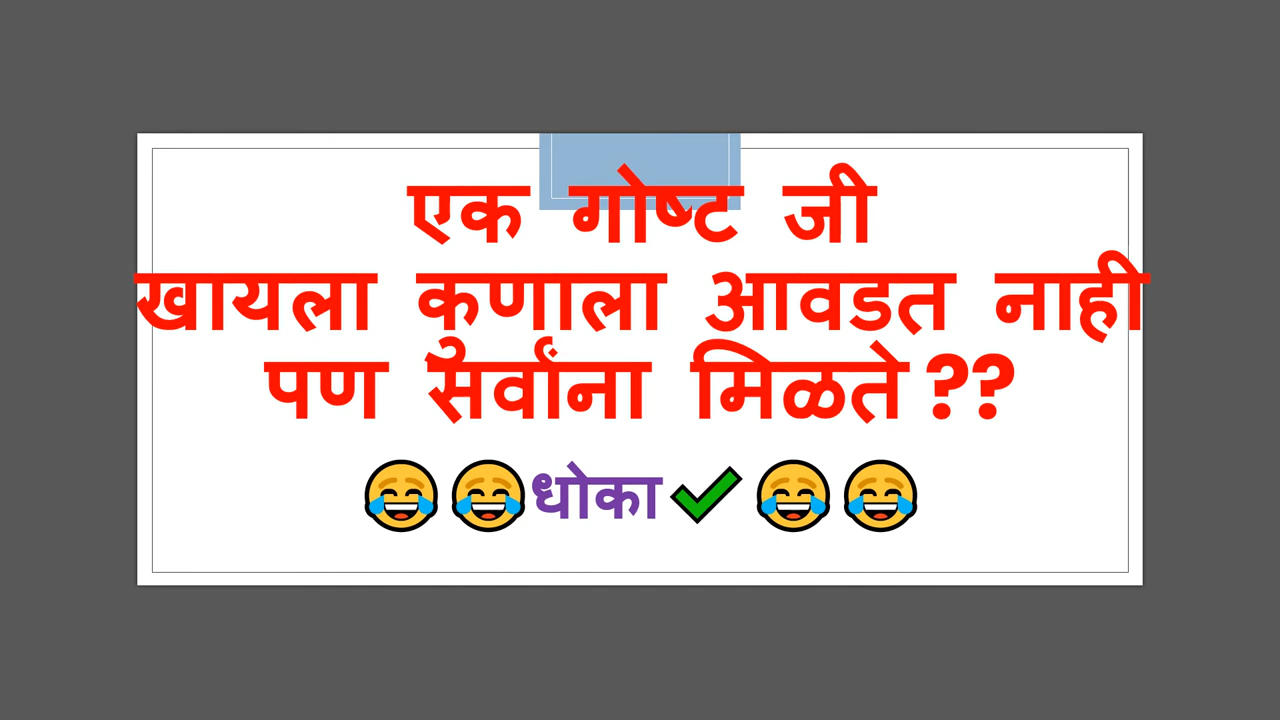 एक गोष्ट जी
खायला कुणाला आवडत नाही
पण सर्वांना मिळते ??
😂 😂 धोका ✔ 😂 😂